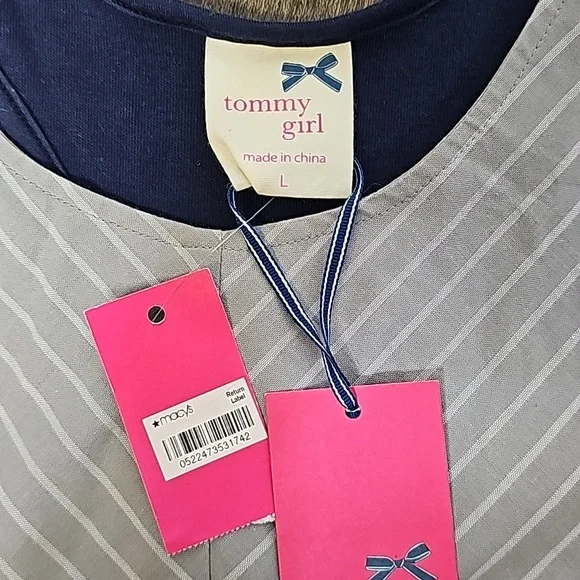 tommy
girl
made in china
L
★macy's
Return
Label
0522473531742